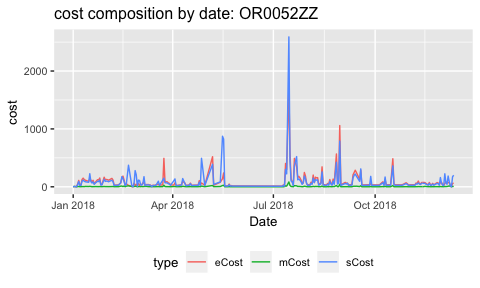 cost composition by date: OR0052ZZ
cost
2000
1000
0
Jan 2018 Apr 2018 Jul 2018 Oct 2018
Date
type eCost mCost sCost